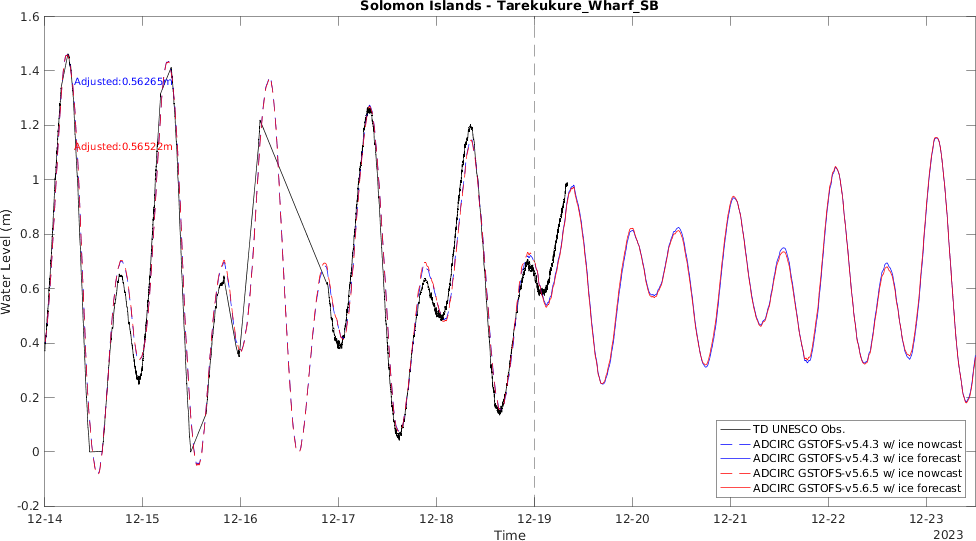 Solomon Islands - Tarekukure_Wharf_SB
1.6
1.4
1.2
1
0.8
0.6
0.4
0.2
0
-0.2
Water Level (m)
Adjusted:0.56265m
Adjusted:0.56522m
TD UNESCO Obs.
ADCIRC GSTOFS-v5.4.3 w/ ice nowcast
ADCIRC GSTOFS-v5.4.3 w/ ice forecast
ADCIRC GSTOFS-v5.6.5 w/ ice nowcast
ADCIRC GSTOFS-v5.6.5 w/ ice forecast
12-14 12-15 12-16 12-17 12-18 12-19 12-20 12-21 12-22 12-23
Time
2023